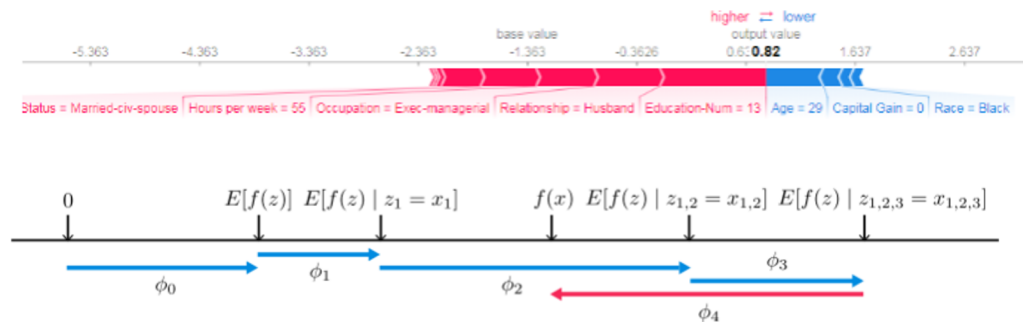 higher ⇄ lower
base value output value
-5.363 -4.363 -3.363 -2.363 -1.363 -0.3626 0.82 1.637 2.637
Status = Married-civ-spouse Hours per week = 55 Occupation = Exec-managerial Relationship = Husband Education-Num = 13 Age = 29 Capital Gain = 0 Race = Black
0 E[f(z)] E[f(z) | z₁ = x₁] f(x) E[f(z) | z₁,₂ = x₁,₂] E[f(z) | z₁,₂,₃ = x₁,₂,₃]
ϕ₀ ϕ₁ ϕ₂ ϕ₃
ϕ₄